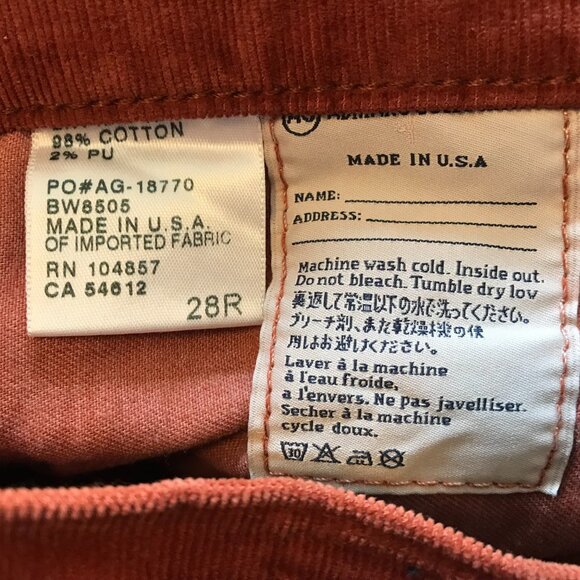 98% COTTON
2% PU
PO#AG-18770
BW8505
MADE IN U.S.A.
OF IMPORTED FABRIC
RN 104857
CA 54612
28R
MADE IN U.S.A
NAME:
ADDRESS:
Machine wash cold. Inside out.
Do not bleach. Tumble dry low
裏返して常温以下の水で洗ってください。
ブリーチ剤、また乾燥機の使
用はお避けください。
Laver à la machine
à l'eau froide,
a l'envers. Ne pas javelliser.
Secher à la machine
cycle doux.
30